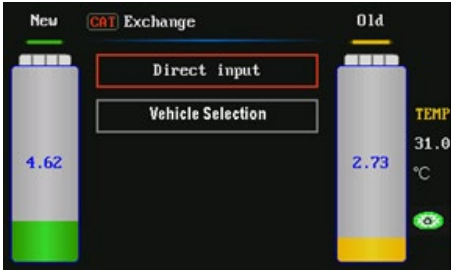 New CAT Exchange Old
Direct input
Vehicle Selection
TEMP
31.0
4.62 2.73
°C